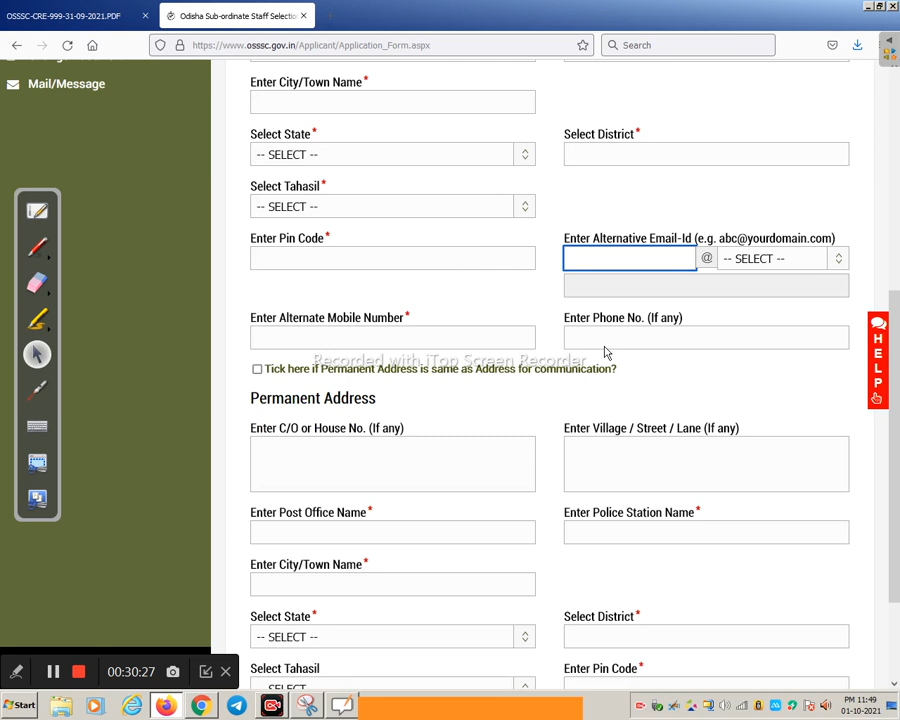 OSSSC-CRE-999-31-09-2021.PDF
Odisha Sub-ordinate Staff Selectio
https://www.osssc.gov.in/Applicant/Application_Form.aspx
Search
Mail/Message
Enter City/Town Name*
Select State*
Select District*
-- SELECT --
Select Tahasil*
-- SELECT --
Enter Pin Code*
Enter Alternative Email-Id (e.g. abc@yourdomain.com)
@
-- SELECT --
Enter Alternate Mobile Number*
Enter Phone No. (If any)
Recorded with iTop Screen Recorder
Tick here if Permanent Address is same as Address for communication?
HELP
Permanent Address
Enter C/O or House No. (If any)
Enter Village / Street / Lane (If any)
Enter Post Office Name*
Enter Police Station Name*
Enter City/Town Name*
Select State*
Select District*
-- SELECT --
Select Tahasil
Enter Pin Code*
-- SELECT --
00:30:27
Start
PM 11:49
01-10-2021